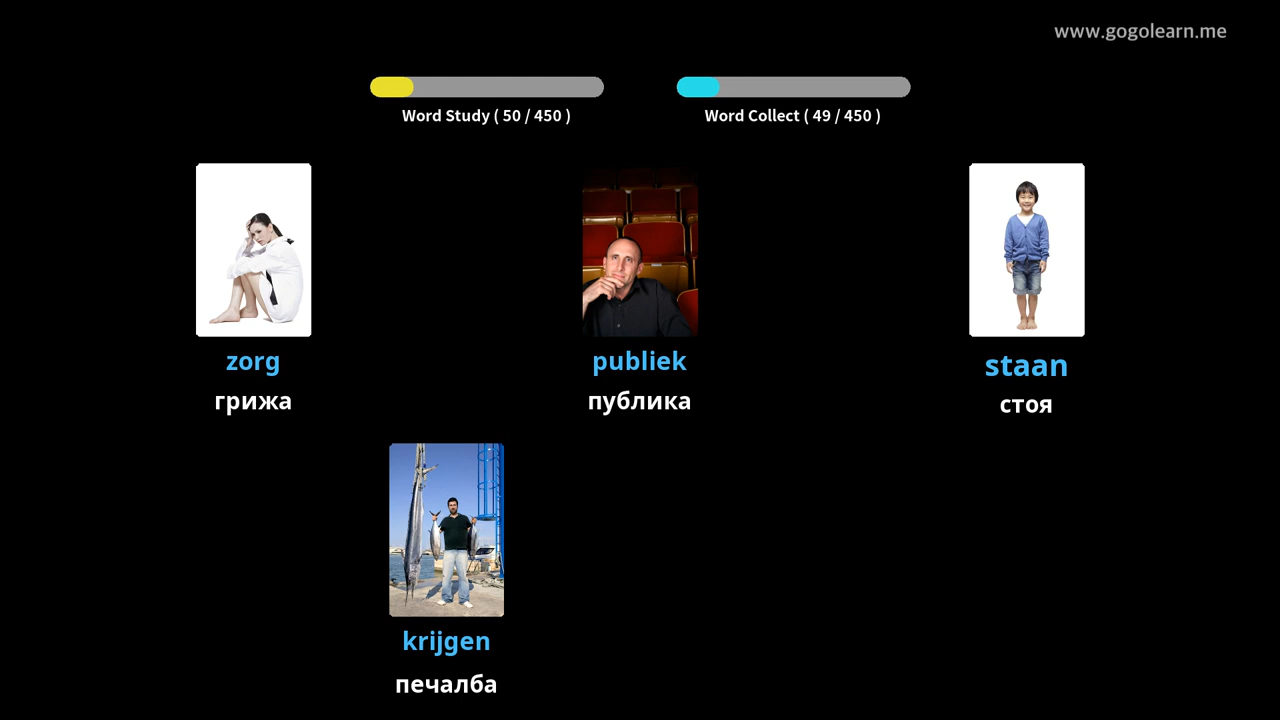 www.gogolearn.me
Word Study ( 50 / 450 )
Word Collect ( 49 / 450 )
zorg
грижа
publiek
публика
staan
стоя
krijgen
печалба